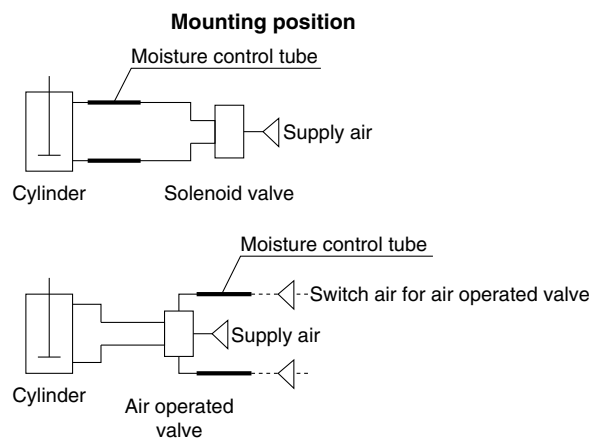 Mounting position
Moisture control tube
Supply air
Cylinder
Solenoid valve
Moisture control tube
Switch air for air operated valve
Supply air
Cylinder
Air operated
valve